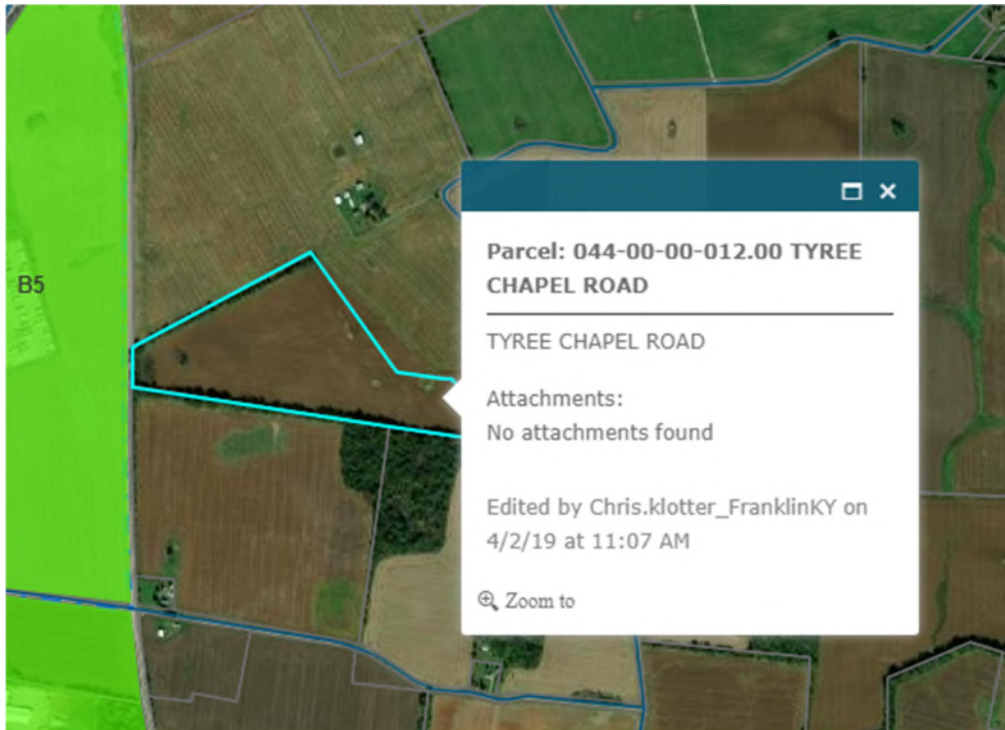 B5
Parcel: 044-00-00-012.00 TYREE
CHAPEL ROAD
TYREE CHAPEL ROAD
Attachments:
No attachments found
Edited by Chris.klotter_FranklinKY on
4/2/19 at 11:07 AM
Zoom to